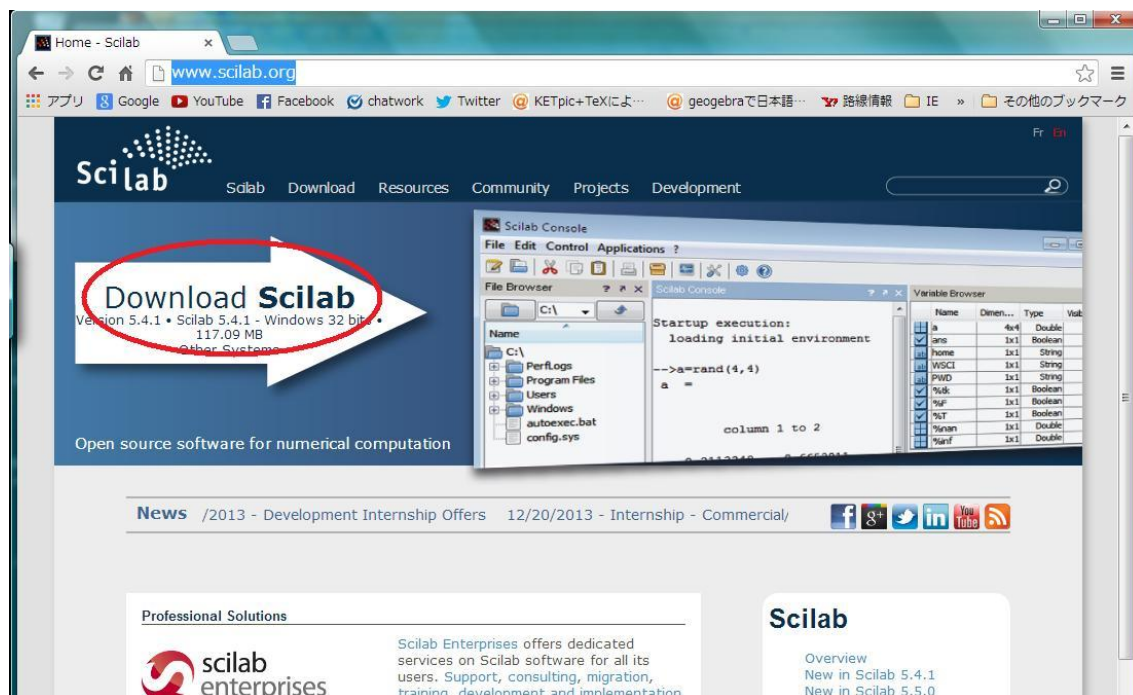 Home - Scilab
www.scilab.org
アプリ Google YouTube Facebook chatwork Twitter KETpic+TeXによ… geogebraで日本語… 路線情報 IE » その他のブックマーク
Fr En
Scilab
Scilab Download Resources Community Projects Development
Download Scilab
Version 5.4.1 • Scilab 5.4.1 - Windows 32 bits •
117.09 MB
Other Systems
Open source software for numerical computation
Scilab Console
File Edit Control Applications ?
File Browser ? ↗ x
C:\
Name
C:\
PerfLogs
Program Files
Users
Windows
autoexec.bat
config.sys
Scilab Console ? ↗ x
Startup execution:
loading initial environment
-->a=rand(4,4)
a =
column 1 to 2
Variable Browser
Name Dimen... Type
a 4x4 Double
ans 1x1 Boolean
home 1x1 String
WSCI 1x1 String
PWD 1x1 String
%tk 1x1 Boolean
%F 1x1 Boolean
%T 1x1 Boolean
%nan 1x1 Double
%inf 1x1 Double
News /2013 - Development Internship Offers 12/20/2013 - Internship - Commercial/
f g+ in You Tube
Professional Solutions
scilab
enterprises
Scilab Enterprises offers dedicated
services on Scilab software for all its
users. Support, consulting, migration,
training, development and implementation
Scilab
Overview
New in Scilab 5.4.1
New in Scilab 5.5.0